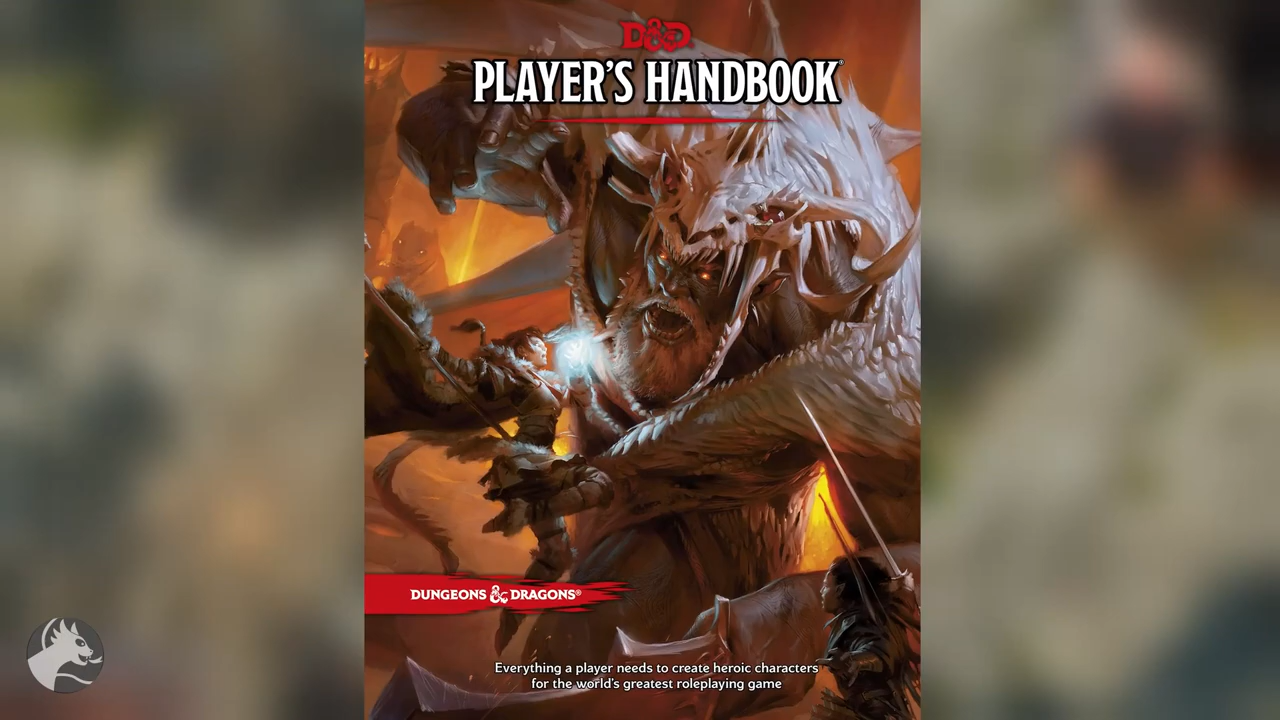 D&D
PLAYER'S HANDBOOK®
DUNGEONS & DRAGONS®
Everything a player needs to create heroic characters
for the world's greatest roleplaying game